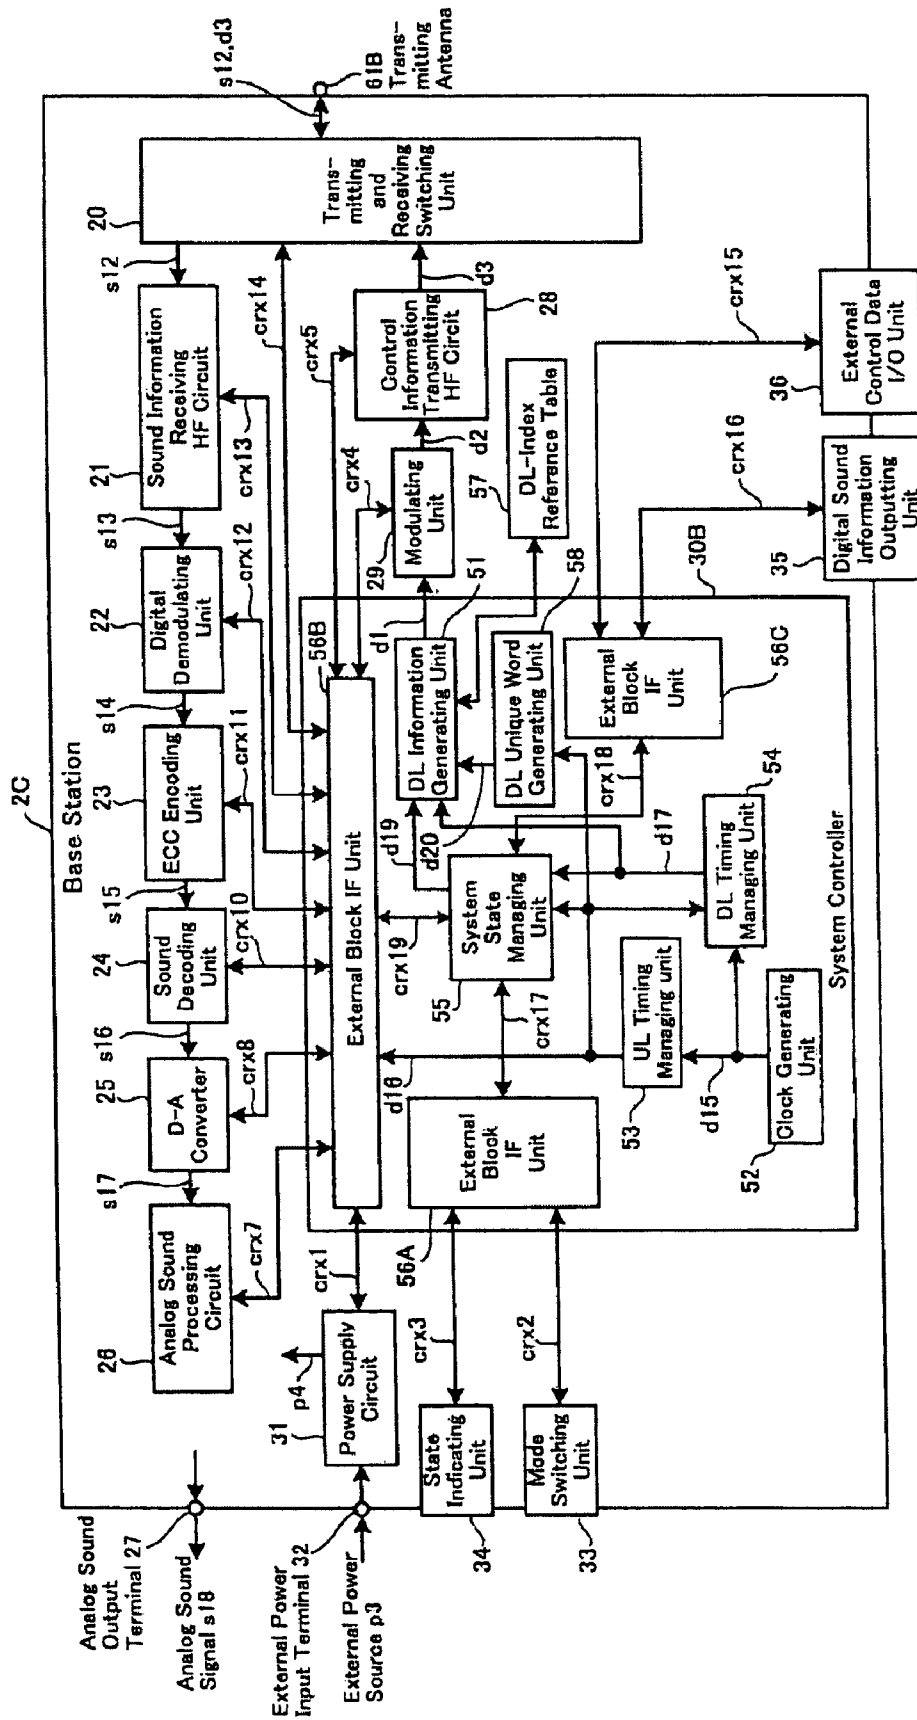 2C
Base Station
Analog Sound
Output
Terminal 27
Analog Sound
Signal s18
26
Analog Sound
Processing
Circuit
s17
25
D-A
Converter
s16
24
Sound
Decoding
Unit
s15
23
ECC Encoding
Unit
s14
22
Digital
Demodulating
Unit
s13
21
Sound Information
Receiving
HF Circuit
s12
20
Trans-
mitting
and
Receiving
Switching
Unit
s12,d3
61B
Trans-
mitting
Antenna
crx7
crx8
crx10
crx11
crx12
crx13
crx14
crx5
crx4
External Power
Input Terminal 32
External Power
Source p3
31
p4
Power Supply
Circuit
crx1
External Block IF Unit
56B
d1
29
Modulating
Unit
d2
Control
Information
Transmitting
HF Circit
d3
28
State
Indicating
Unit
34
crx3
Mode
Switching
Unit
33
crx2
56A
External
Block
IF
Unit
crx17
d16
crx19
System
State
Managing
Unit
55
d19
d20
DL Information
Generating Unit
51
DL Unique Word
Generating Unit
58
57
DL-Index
Reference Table
crx18
External
Block
IF
Unit
56C
30B
d17
UL Timing
Managing unit
53
DL Timing
Managing Unit
54
d15
Clock Generating
Unit
52
System Controller
crx16
crx15
35
Digital Sound
Information
Outputting
Unit
36
External
Control Data
I/O Unit